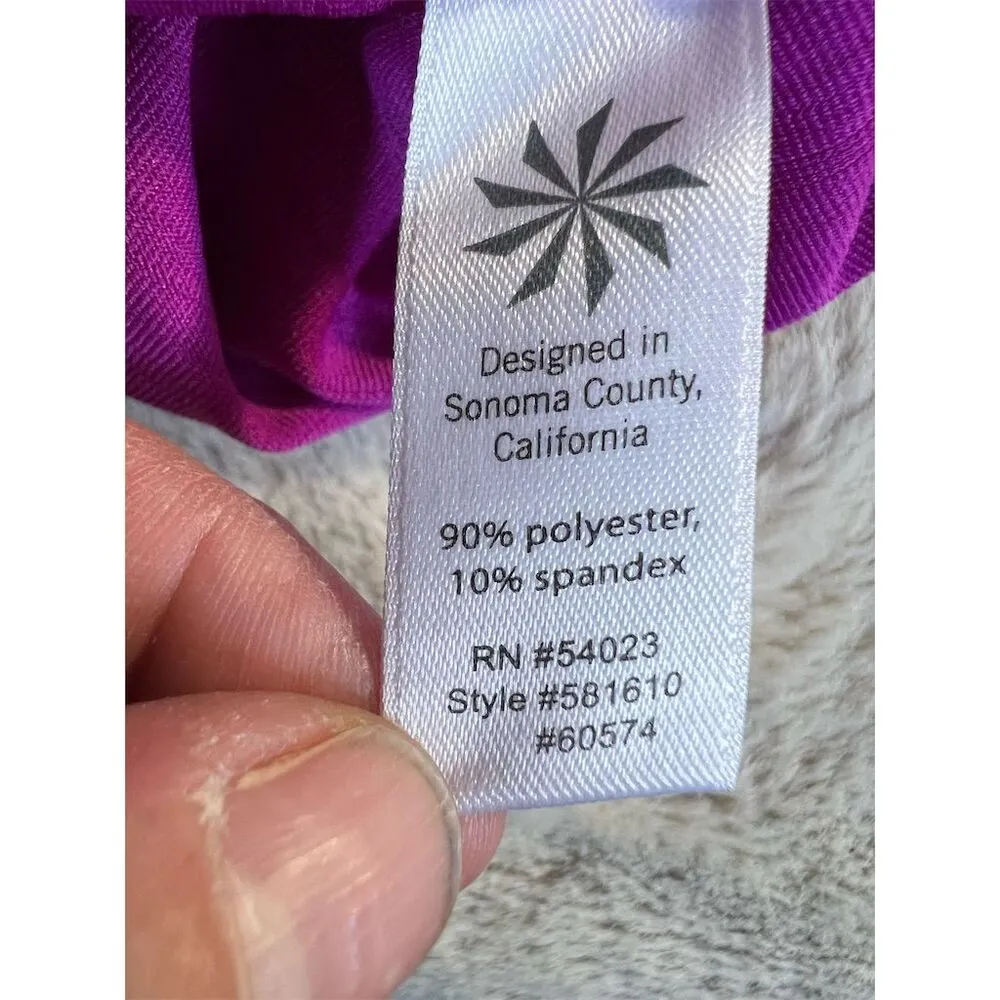 Designed in
Sonoma County,
California
90% polyester,
10% spandex
RN #54023
Style #581610
#60574